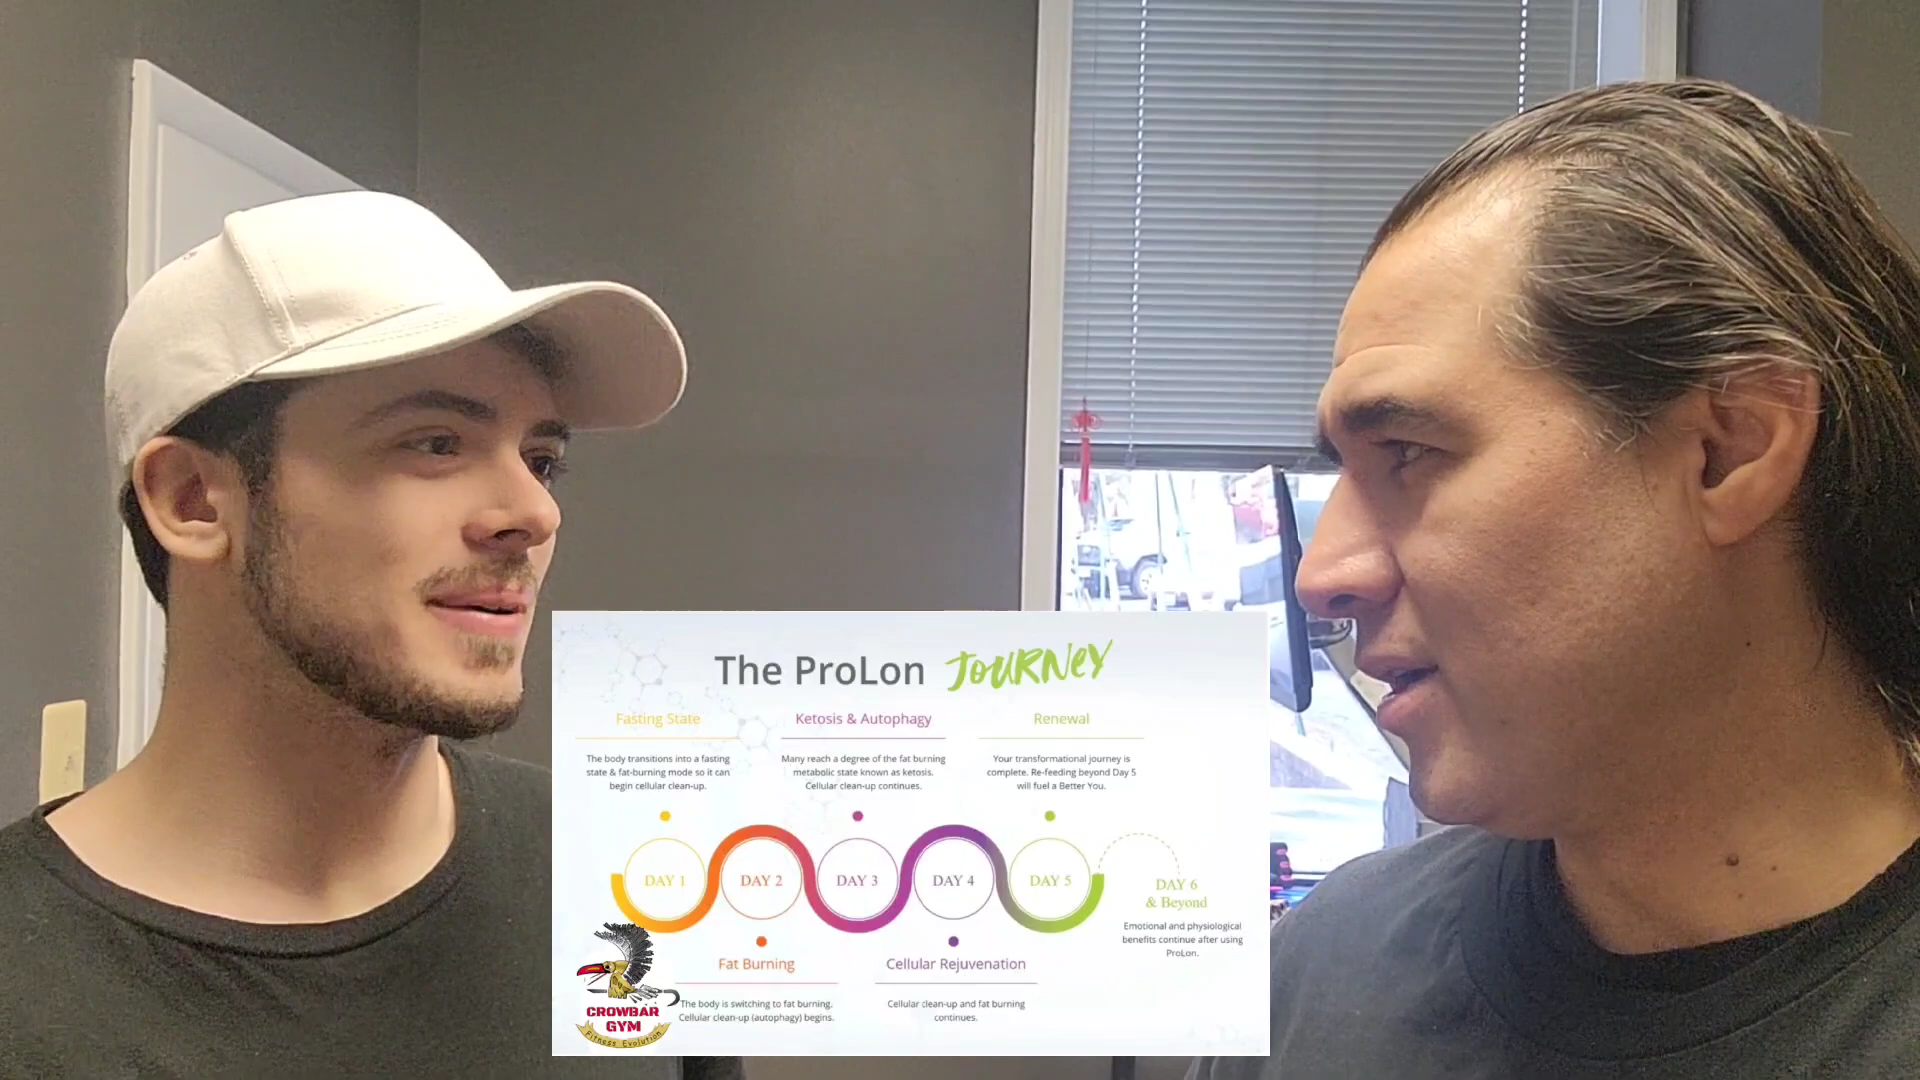 The ProLon JOURNEY
Fasting State
The body transitions into a fasting
state & fat-burning mode so it can
begin cellular clean-up.
Ketosis & Autophagy
Many reach a degree of the fat burning
metabolic state known as ketosis.
Cellular clean-up continues.
Renewal
Your transformational journey is
complete. Re-feeding beyond Day 5
will fuel a Better You.
DAY 1
DAY 2
DAY 3
DAY 4
DAY 5
DAY 6
& Beyond
Emotional and physiological
benefits continue after using
ProLon.
Fat Burning
The body is switching to fat burning.
Cellular clean-up (autophagy) begins.
Cellular Rejuvenation
Cellular clean-up and fat burning
continues.
CROWBAR
GYM
Fitness Evolution